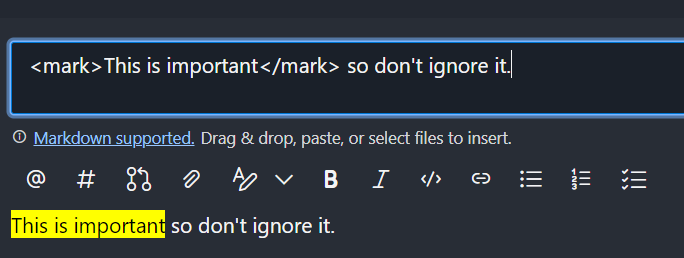 <mark>This is important</mark> so don't ignore it.
Markdown supported. Drag & drop, paste, or select files to insert.
@ # B I </>
This is important so don't ignore it.